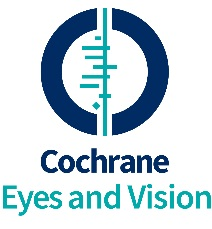 Cochrane
Eyes and Vision